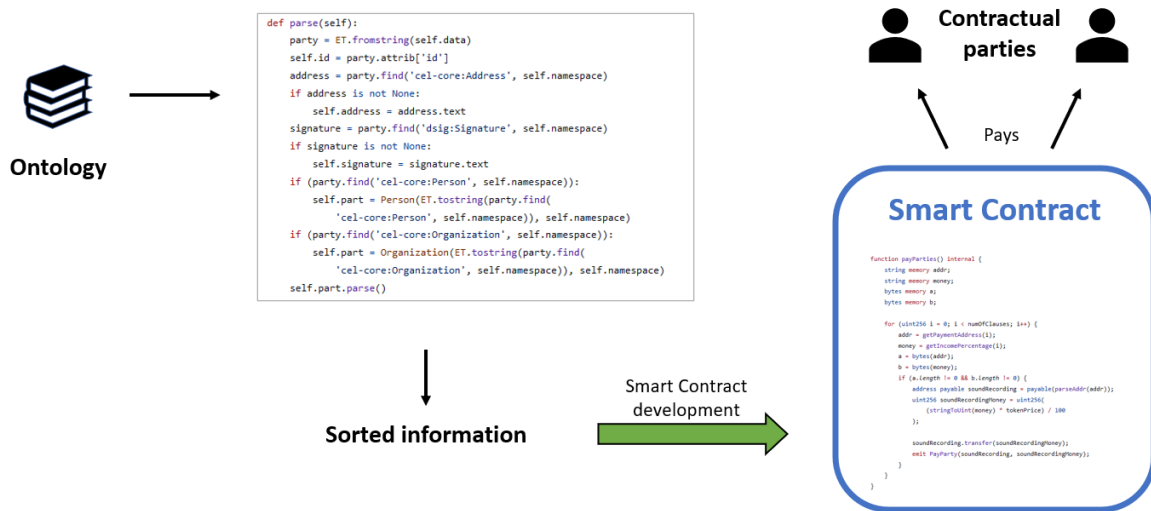 Ontology
def parse(self):
    party = ET.fromstring(self.data)
    self.id = party.attrib['id']
    address = party.find('cel-core:Address', self.namespace)
    if address is not None:
        self.address = address.text
    signature = party.find('dsig:Signature', self.namespace)
    if signature is not None:
        self.signature = signature.text
    if (party.find('cel-core:Person', self.namespace)):
        self.part = Person(ET.tostring(party.find(
            'cel-core:Person', self.namespace)), self.namespace)
    if (party.find('cel-core:Organization', self.namespace)):
        self.part = Organization(ET.tostring(party.find(
            'cel-core:Organization', self.namespace)), self.namespace)
    self.part.parse()
Sorted information
Smart Contract
development
Contractual
parties
Pays
Smart Contract
function payParties() internal {
    string memory addr;
    string memory money;
    bytes memory a;
    bytes memory b;
    for (uint256 i = 0; i < numOfClauses; i++) {
        addr = getPaymentAddress(i);
        money = getIncomePercentage(i);
        a = bytes(addr);
        b = bytes(money);
        if (a.length != 0 && b.length != 0) {
            address payable soundRecording = payable(parseAddr(addr));
            uint256 soundRecordingMoney = uint256(
                (stringToUint(money) * tokenPrice) / 100
            );
            soundRecording.transfer(soundRecordingMoney);
            emit PayParty(soundRecording, soundRecordingMoney);
        }
    }
}